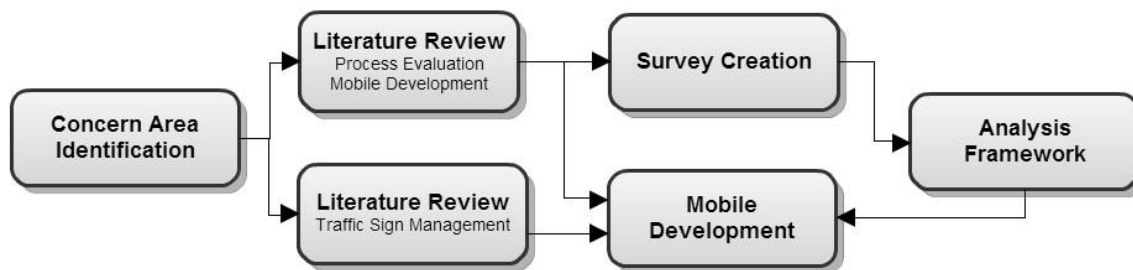 Concern Area
Identification
Literature Review
Process Evaluation
Mobile Development
Literature Review
Traffic Sign Management
Survey Creation
Mobile
Development
Analysis
Framework